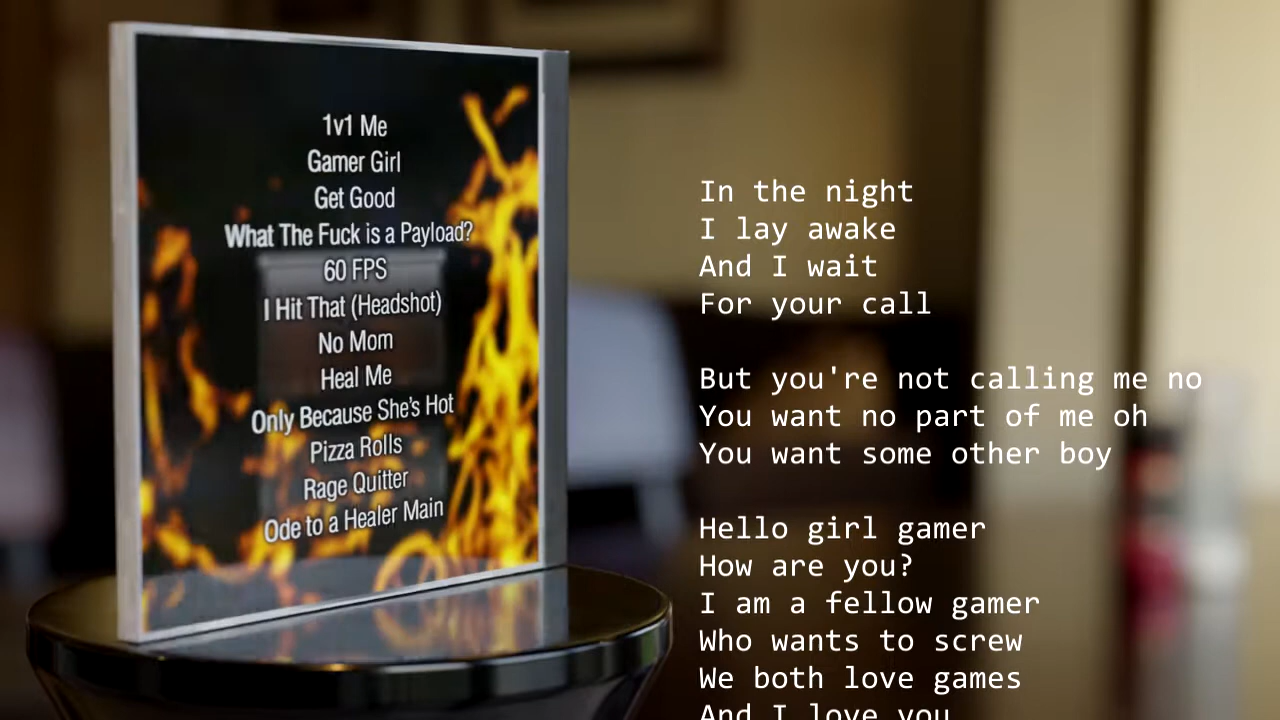 1v1 Me
Gamer Girl
Get Good
What The Fuck is a Payload?
60 FPS
I Hit That (Headshot)
No Mom
Heal Me
Only Because She's Hot
Pizza Rolls
Rage Quitter
Ode to a Healer Main
In the night
I lay awake
And I wait
For your call
But you're not calling me no
You want no part of me oh
You want some other boy
Hello girl gamer
How are you?
I am a fellow gamer
Who wants to screw
We both love games
And I love you